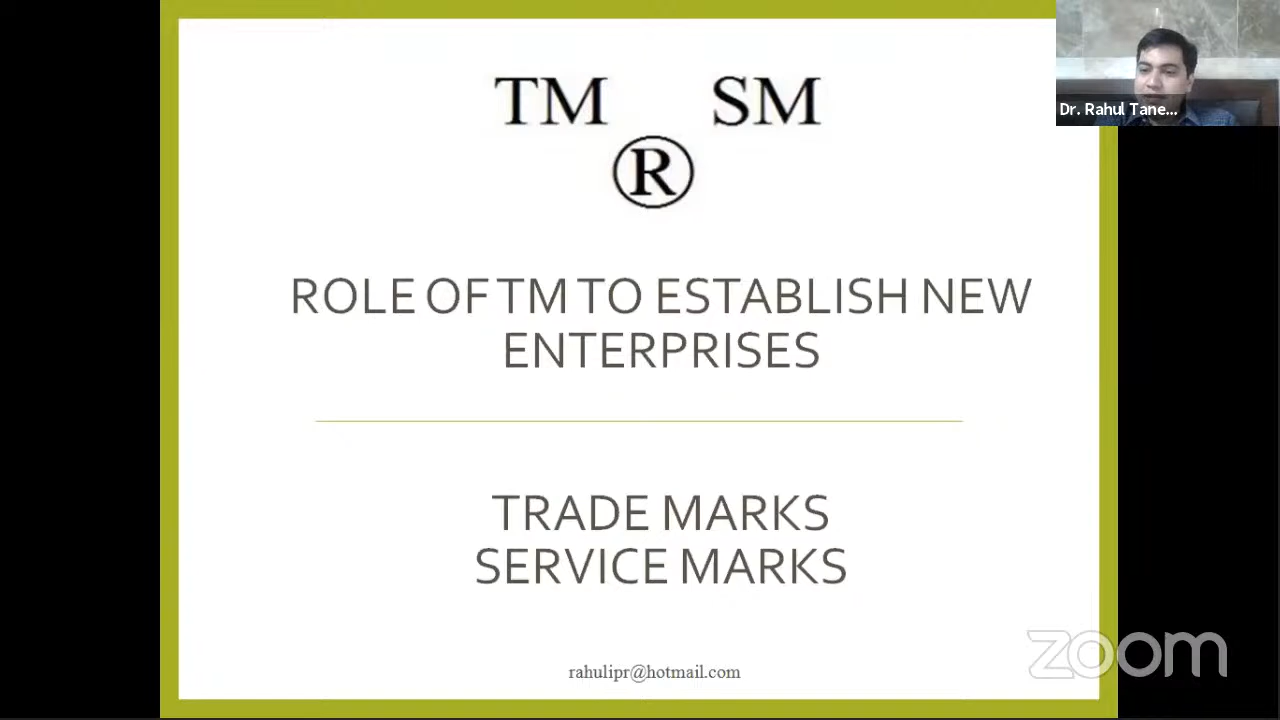 TM SM
®
Dr. Rahul Tane...
ROLE OF TM TO ESTABLISH NEW
ENTERPRISES
TRADE MARKS
SERVICE MARKS
rahulipr@hotmail.com
zoom